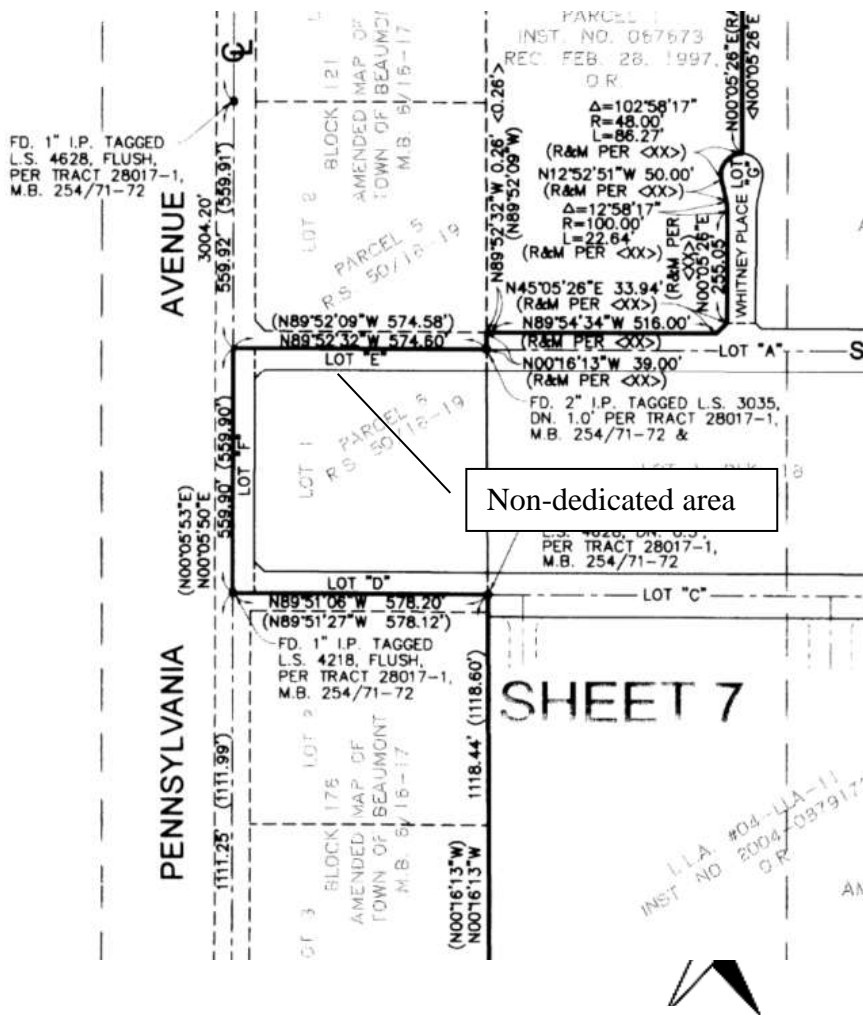 ℄
AVENUE
PENNSYLVANIA
FD. 1" I.P. TAGGED
L.S. 4628, FLUSH,
PER TRACT 28017-1,
M.B. 254/71-72
3004.20'
559.92' (559.91')
LOT 2 BLOCK 121
AMENDED MAP OF
TOWN OF BEAUMONT
M.B. 6/16-17
PARCEL 5
R.S. 50/18-19
PARCEL
INST. NO. 067673
REC. FEB. 28, 1997,
O.R.
N89°52'32"W 0.26' <0.26'>
(N89°52'09"W)
Δ=102°58'17"
R=48.00'
L=86.27'
(R&M PER <XX>)
N12°52'51"W 50.00'
(R&M PER <XX>)
Δ=12°58'17"
R=100.00'
L=22.64'
(R&M PER <XX>)
N45°05'26"E 33.94'
(R&M PER <XX>)
N89°54'34"W 516.00'
(R&M PER <XX>)
N00°16'13"W 39.00'
(R&M PER <XX>)
N00°05'26"E(R
<N00°05'26"E
(R&M PER
<XX>)
N00°05'26"E
255.05'
WHITNEY PLACE LOT
"G"
(N89°52'09"W 574.58')
N89°52'32"W 574.60'
LOT "E"
LOT "A"
S
FD. 2" I.P. TAGGED L.S. 3035,
DN. 1.0' PER TRACT 28017-1,
M.B. 254/71-72 &
559.90' (559.90')
LOT "F"
LOT 1
PARCEL 6
R.S. 50/18-19
Non-dedicated area
PER TRACT 28017-1,
M.B. 254/71-72
(N00°05'53"E)
N00°05'50"E
LOT "D"
LOT "C"
N89°51'06"W 578.20'
(N89°51'27"W 578.12')
FD. 1" I.P. TAGGED
L.S. 4218, FLUSH,
PER TRACT 28017-1,
M.B. 254/71-72
SHEET 7
1111.25' (1111.99')
3 BLOCK 176 LOT
AMENDED MAP OF
TOWN OF BEAUMONT
M.B. 6/16-17
1118.44' (1118.60')
(N00°16'13"W)
N00°16'13"W
L.L.A. #04-LLA-11
INST NO 2004-037917
O.R.
AM